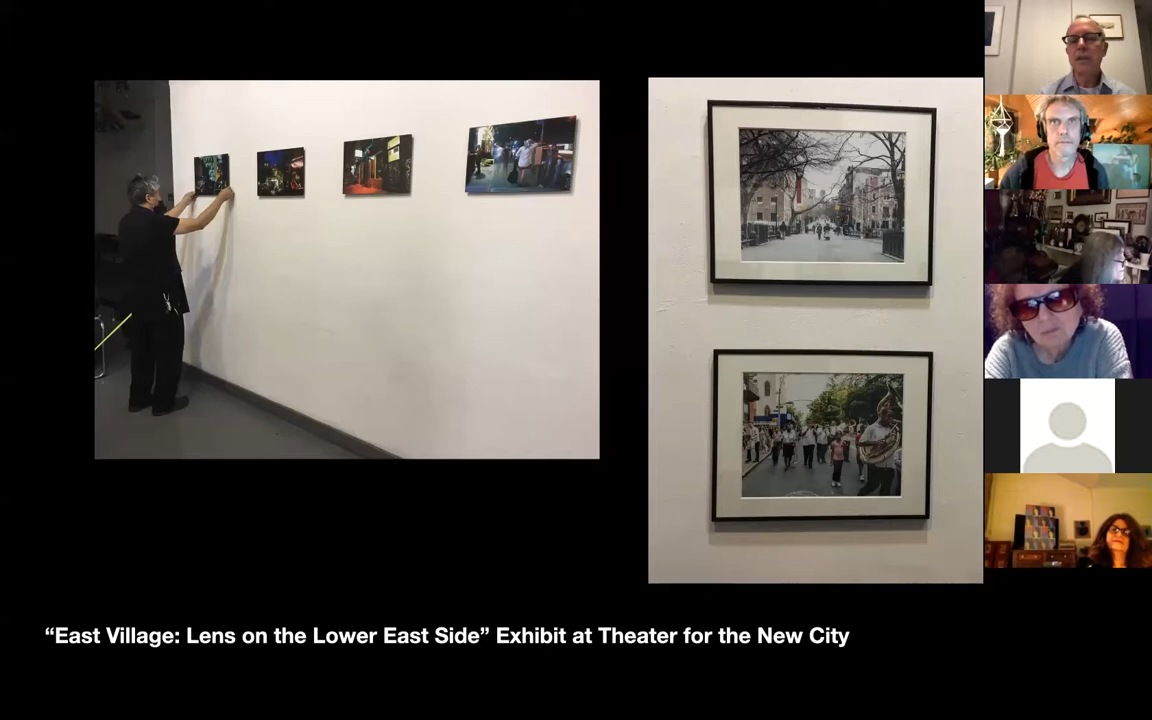 “East Village: Lens on the Lower East Side” Exhibit at Theater for the New City